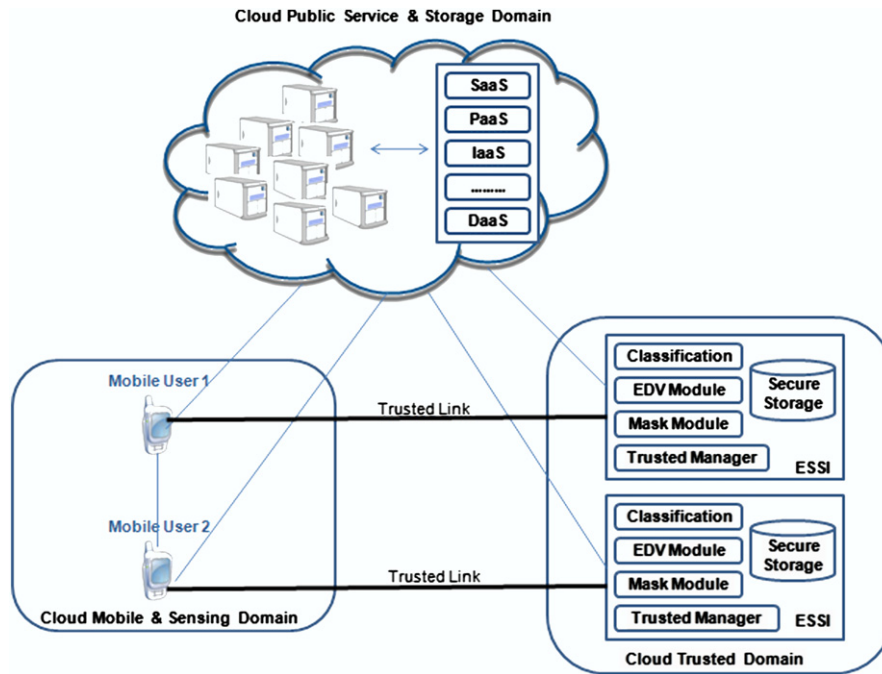 Cloud Public Service & Storage Domain
SaaS
PaaS
IaaS
.........
DaaS
Mobile User 1
Trusted Link
Classification
EDV Module
Mask Module
Trusted Manager
Secure
Storage
ESSI
Mobile User 2
Trusted Link
Cloud Mobile & Sensing Domain
Classification
EDV Module
Mask Module
Trusted Manager
Secure
Storage
ESSI
Cloud Trusted Domain